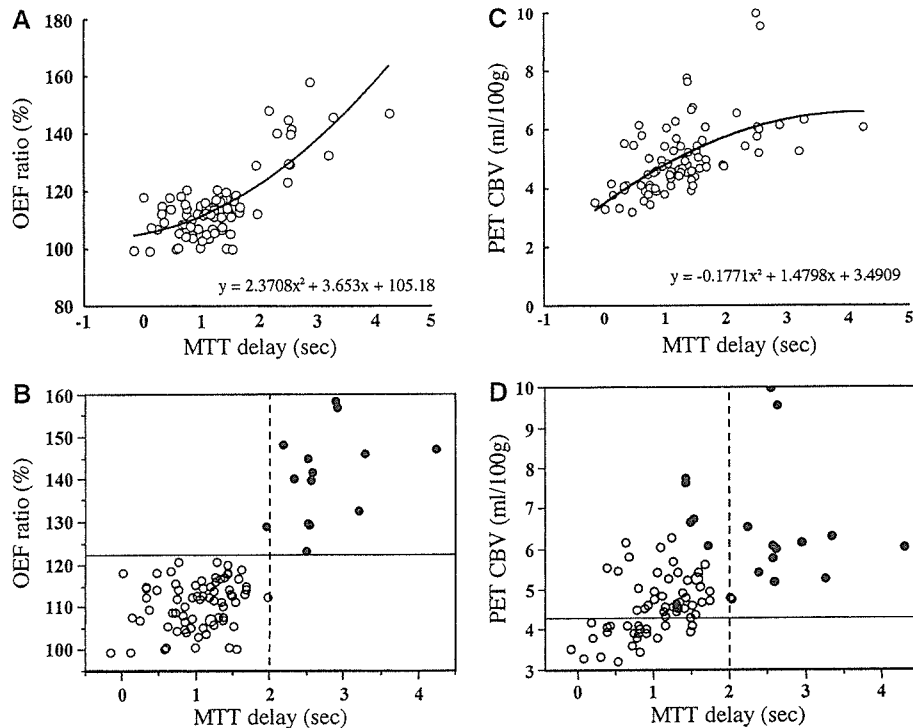 A
OEF ratio (%)
160
140
120
100
80
y = 2.3708x² + 3.653x + 105.18
-1 0 1 2 3 4 5
MTT delay (sec)
C
PET CBV (ml/100g)
10
8
6
4
2
0
y = -0.1771x² + 1.4798x + 3.4909
-1 0 1 2 3 4 5
MTT delay (sec)
B
OEF ratio (%)
160
150
140
130
120
110
100
0 1 2 3 4
MTT delay (sec)
D
PET CBV (ml/100g)
10
9
8
7
6
5
4
3
0 1 2 3 4
MTT delay (sec)